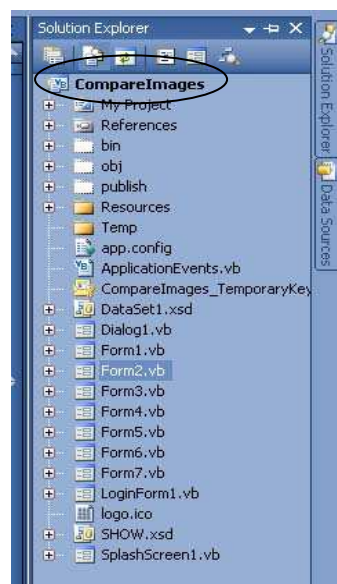 Solution Explorer
CompareImages
My Project
References
bin
obj
publish
Resources
Temp
app.config
ApplicationEvents.vb
CompareImages_TemporaryKey
DataSet1.xsd
Dialog1.vb
Form1.vb
Form2.vb
Form3.vb
Form4.vb
Form5.vb
Form6.vb
Form7.vb
LoginForm1.vb
logo.ico
SHOW.xsd
SplashScreen1.vb
Solution Explorer
Data Sources